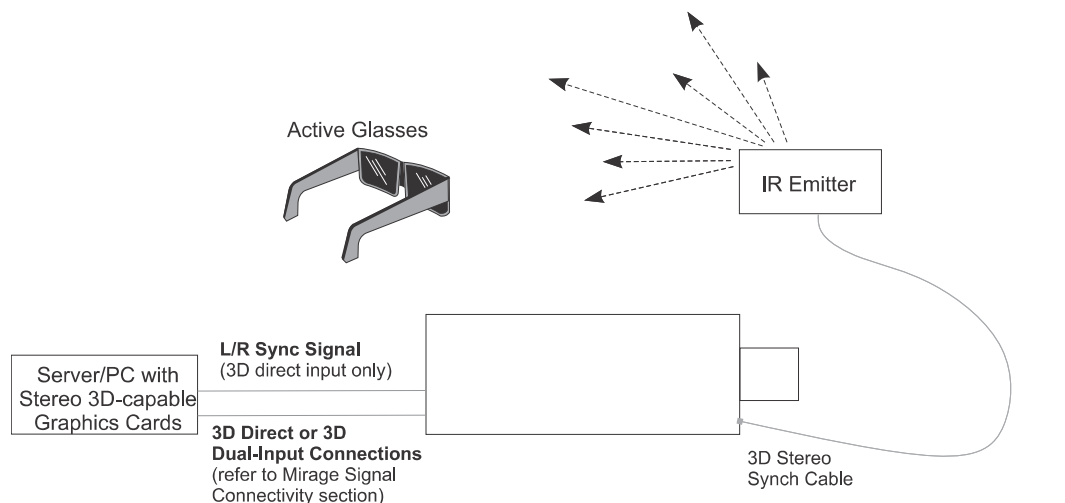 Active Glasses
IR Emitter
L/R Sync Signal
(3D direct input only)
Server/PC with
Stereo 3D-capable
Graphics Cards
3D Direct or 3D
Dual-Input Connections
(refer to Mirage Signal
Connectivity section)
3D Stereo
Synch Cable